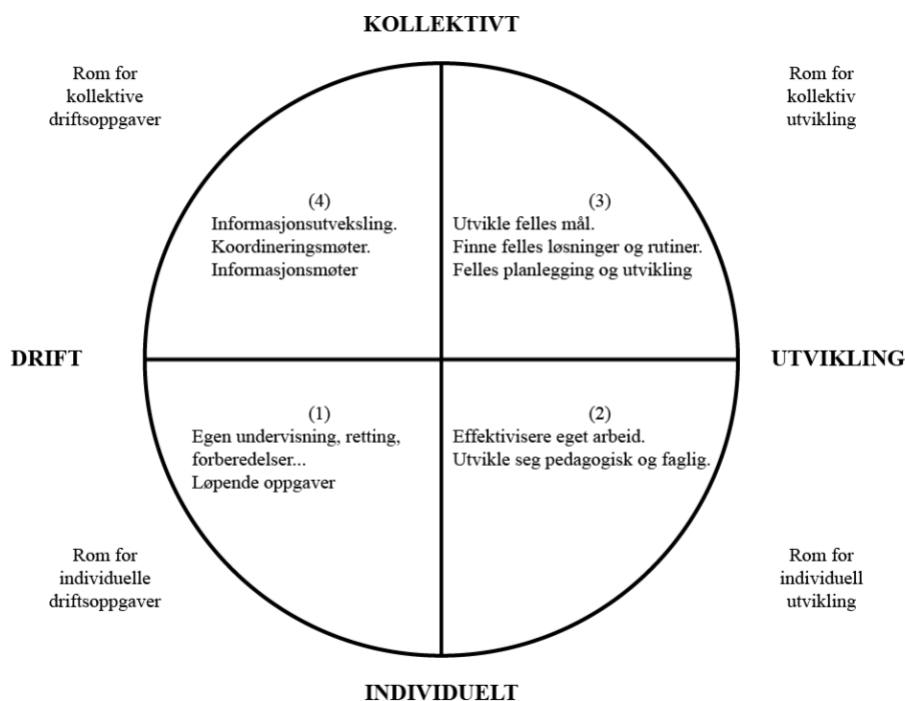 KOLLEKTIVT
Rom for
kollektive
driftsoppgaver
Rom for
kollektiv
utvikling
(4)
Informasjonsutveksling.
Koordineringsmøter.
Informasjonsmøter
(3)
Utvikle felles mål.
Finne felles løsninger og rutiner.
Felles planlegging og utvikling
DRIFT
UTVIKLING
(1)
Egen undervisning, retting,
forberedelser...
Løpende oppgaver
(2)
Effektivisere eget arbeid.
Utvikle seg pedagogisk og faglig.
Rom for
individuelle
driftsoppgaver
Rom for
individuell
utvikling
INDIVIDUELT